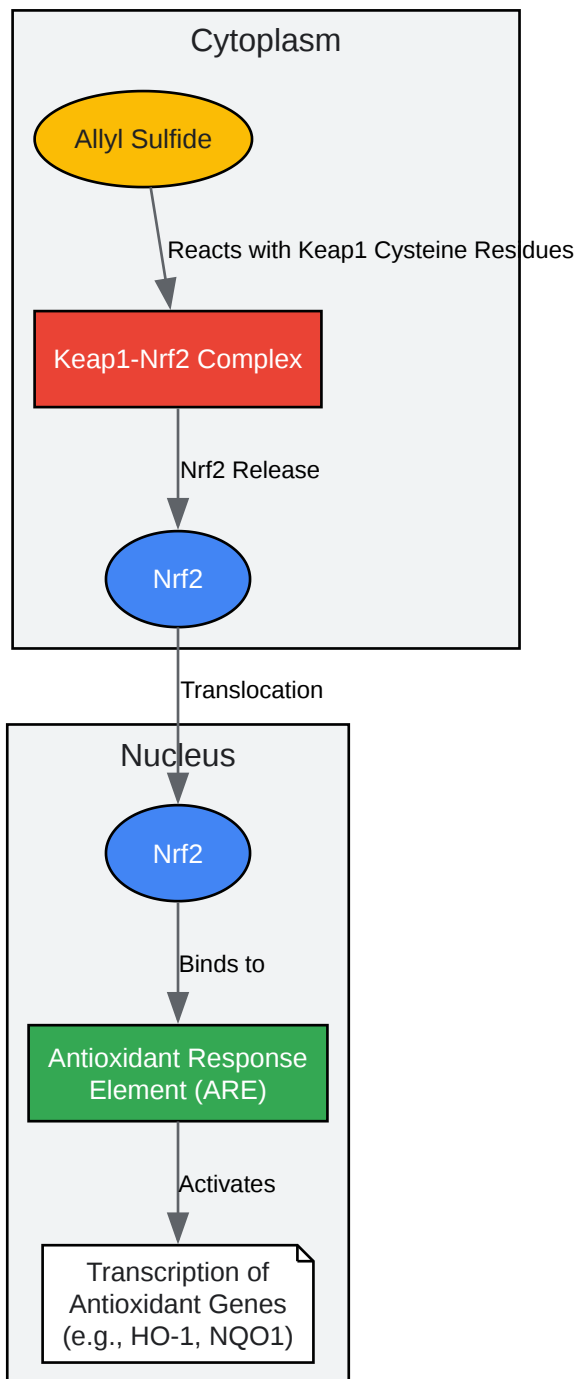 Cytoplasm
Allyl Sulfide
Reacts with Keap1 Cysteine Residues
Keap1-Nrf2 Complex
Nrf2 Release
Nrf2
Translocation
Nucleus
Nrf2
Binds to
Antioxidant Response
Element (ARE)
Activates
Transcription of
Antioxidant Genes
(e.g., HO-1, NQO1)